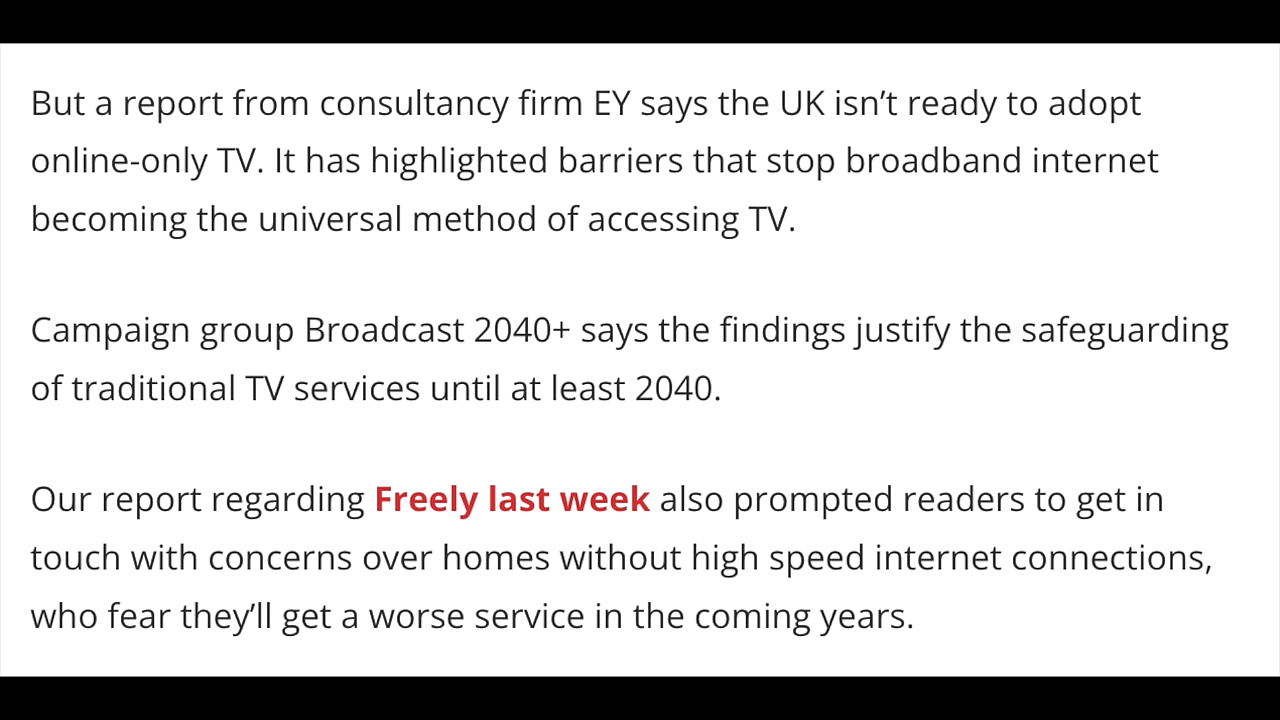 But a report from consultancy firm EY says the UK isn’t ready to adopt
online-only TV. It has highlighted barriers that stop broadband internet
becoming the universal method of accessing TV.
Campaign group Broadcast 2040+ says the findings justify the safeguarding
of traditional TV services until at least 2040.
Our report regarding Freely last week also prompted readers to get in
touch with concerns over homes without high speed internet connections,
who fear they’ll get a worse service in the coming years.